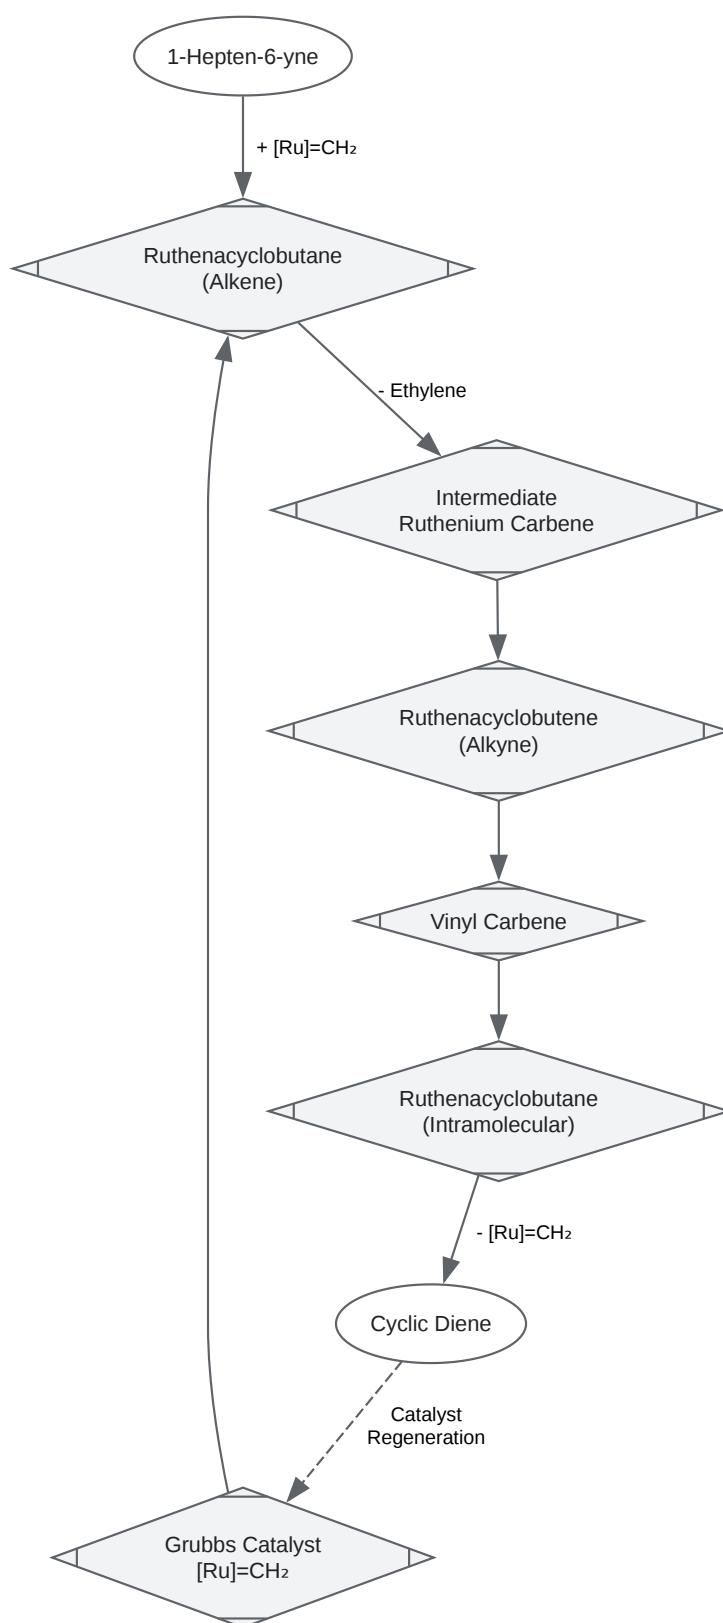 1-Hepten-6-yne
+ [Ru]=CH₂
Ruthenacyclobutane
(Alkene)
- Ethylene
Intermediate
Ruthenium Carbene
Ruthenacyclobutene
(Alkyne)
Vinyl Carbene
Ruthenacyclobutane
(Intramolecular)
- [Ru]=CH₂
Cyclic Diene
Catalyst
Regeneration
Grubbs Catalyst
[Ru]=CH₂